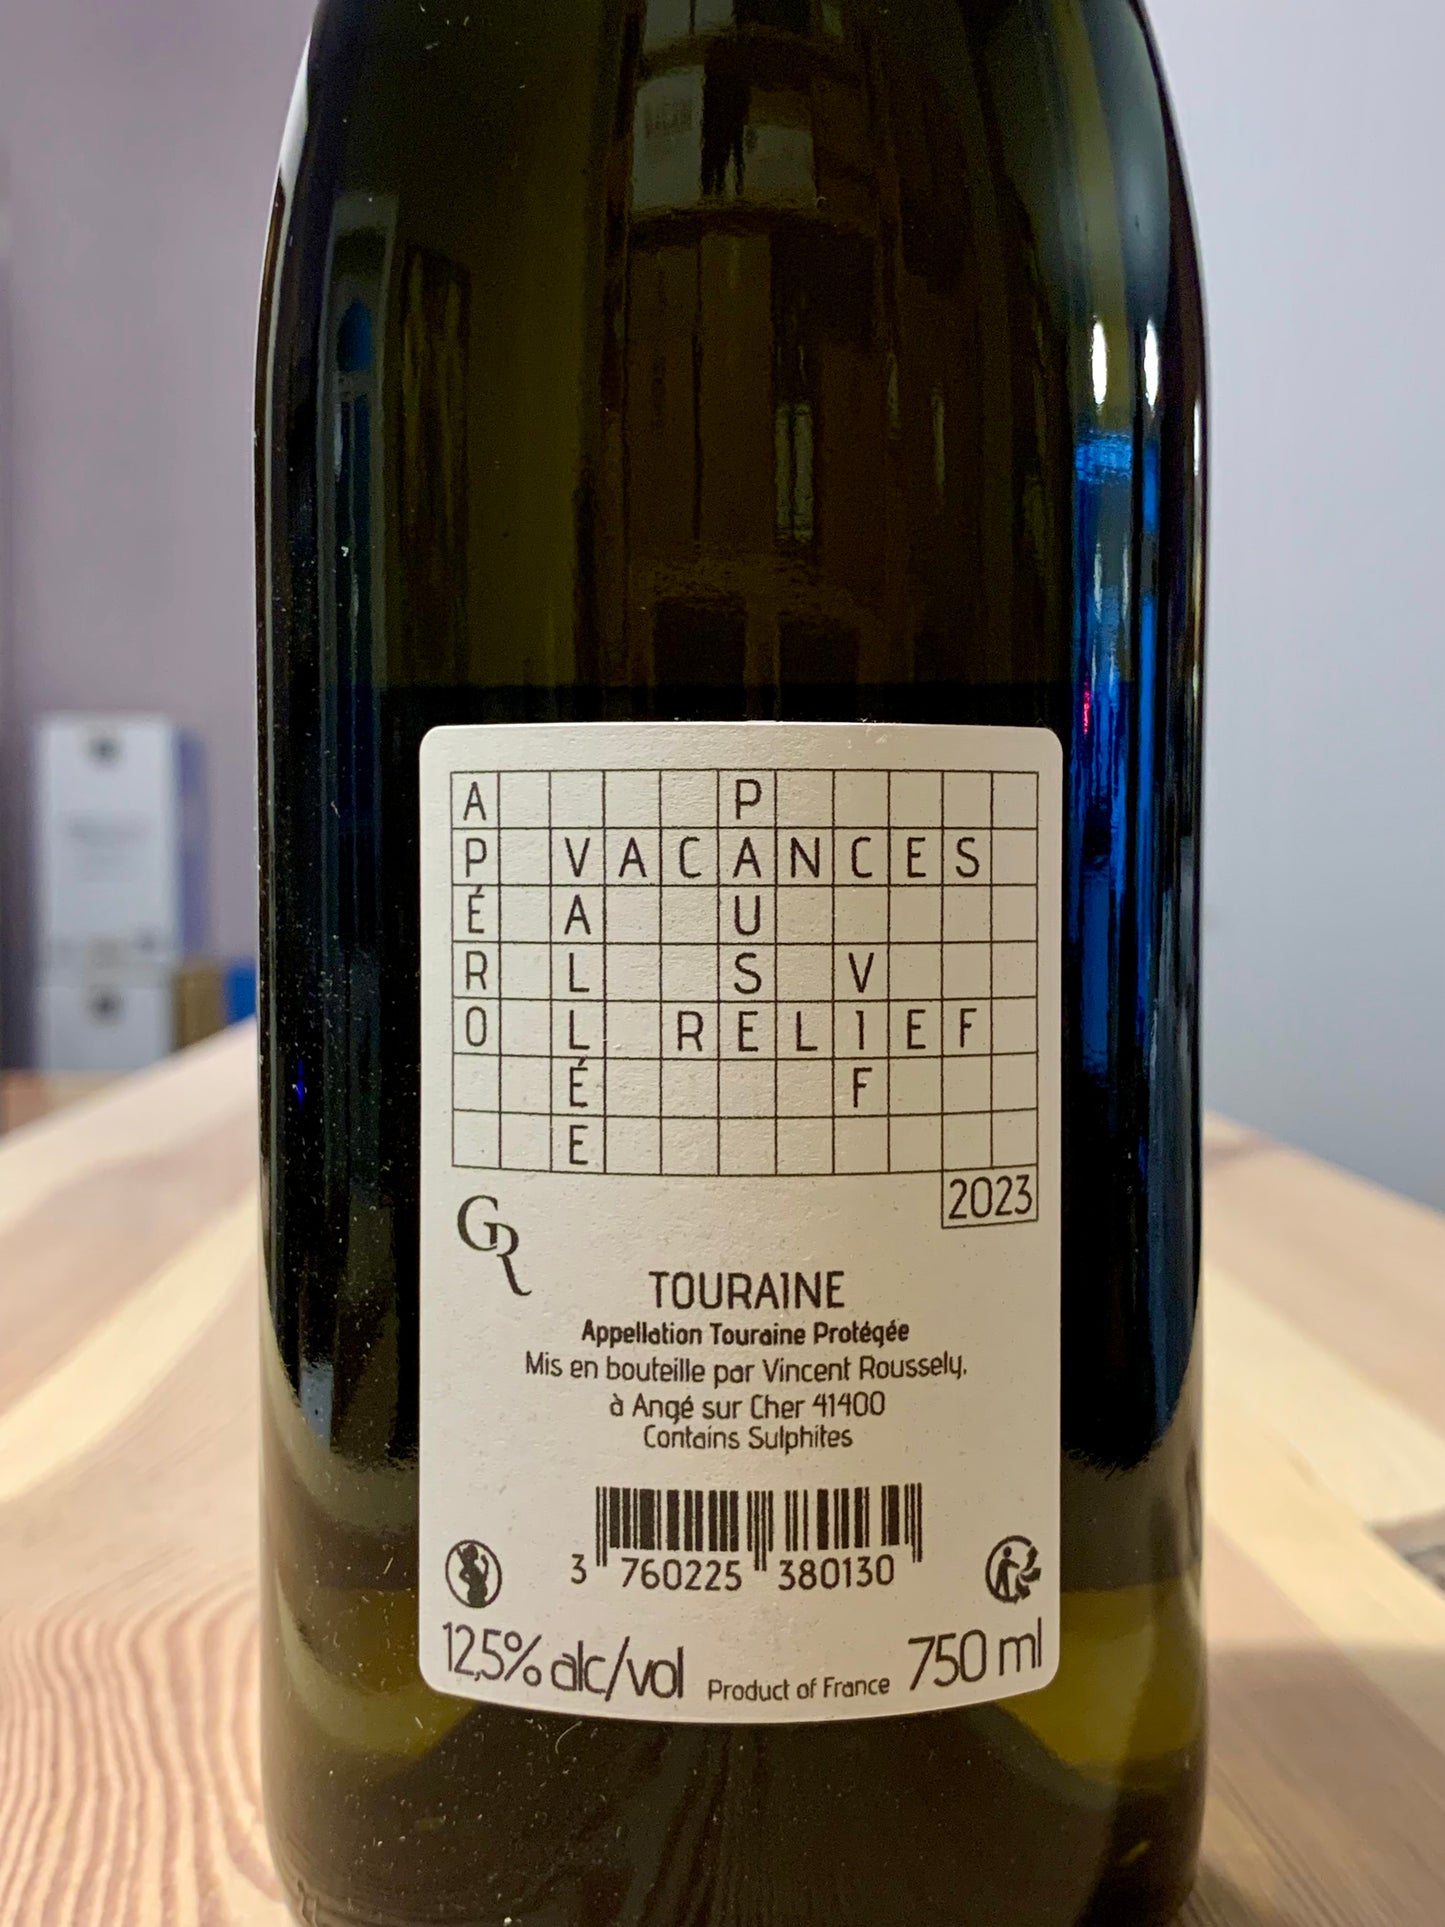 A P
P VACANCES
É A U
R L S V
O L RELIEF
É F
E
2023
GR
TOURAINE
Appellation Touraine Protégée
Mis en bouteille par Vincent Roussely,
à Angé sur Cher 41400
Contains Sulphites
3 760225 380130
12,5% alc/vol Product of France 750 ml